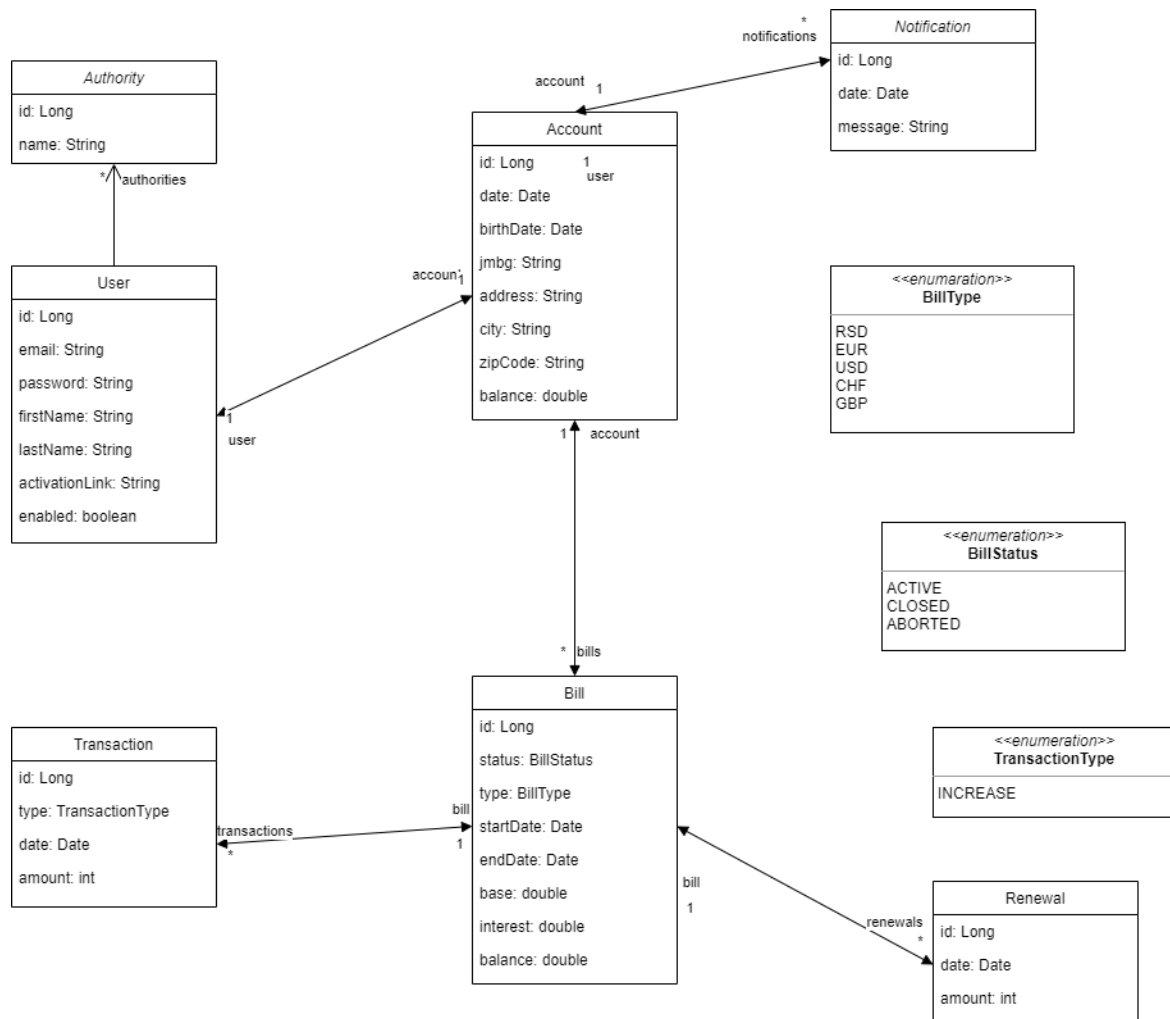 Authority
id: Long
name: String
*
authorities
User
id: Long
email: String
password: String
firstName: String
lastName: String
activationLink: String
enabled: boolean
account
1
1
user
account
1
*
notifications
Notification
id: Long
date: Date
message: String
Account
id: Long
1
user
date: Date
birthDate: Date
jmbg: String
address: String
city: String
zipCode: String
balance: double
1
account
*
bills
<<enumaration>>
BillType
RSD
EUR
USD
CHF
GBP
<<enumeration>>
BillStatus
ACTIVE
CLOSED
ABORTED
Transaction
id: Long
type: TransactionType
date: Date
amount: int
transactions
*
bill
1
Bill
id: Long
status: BillStatus
type: BillType
startDate: Date
endDate: Date
base: double
interest: double
balance: double
bill
1
renewals
*
<<enumeration>>
TransactionType
INCREASE
Renewal
id: Long
date: Date
amount: int